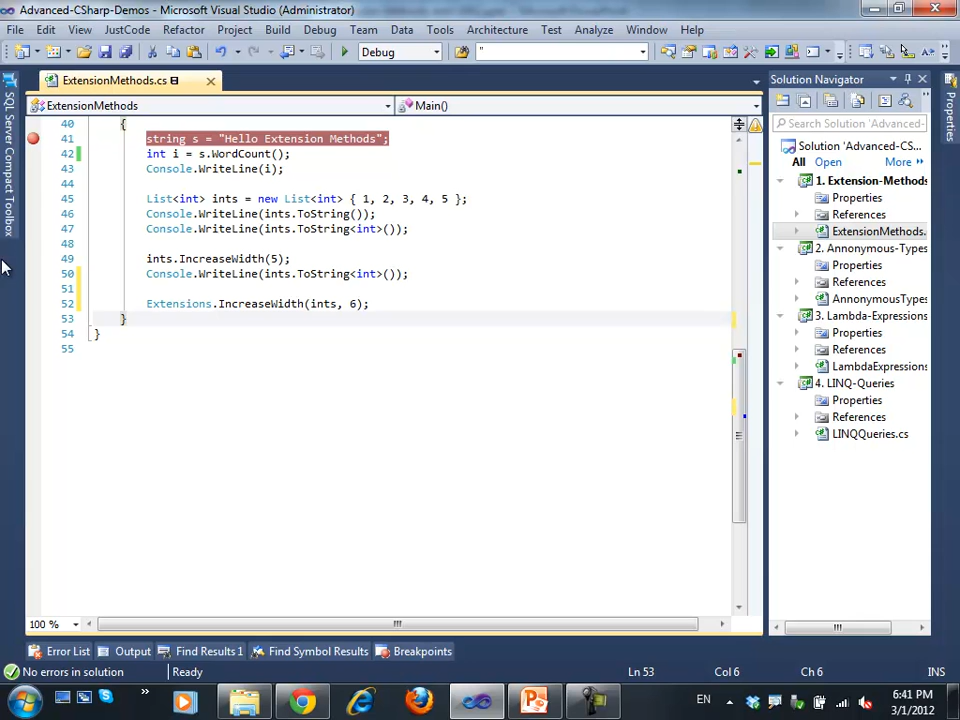 Advanced-CSharp-Demos - Microsoft Visual Studio (Administrator)
File Edit View JustCode Refactor Project Build Debug Team Data Tools Architecture Test Analyze Window Help
Debug "
SQL Server Compact Toolbox
ExtensionMethods.cs
ExtensionMethods Main()
40 {
41 string s = "Hello Extension Methods";
42 int i = s.WordCount();
43 Console.WriteLine(i);
44
45 List<int> ints = new List<int> { 1, 2, 3, 4, 5 };
46 Console.WriteLine(ints.ToString());
47 Console.WriteLine(ints.ToString<int>());
48
49 ints.IncreaseWidth(5);
50 Console.WriteLine(ints.ToString<int>());
51
52 Extensions.IncreaseWidth(ints, 6);
53 }
54 }
55
100 %
Solution Navigator
Search Solution 'Advanced-
Solution 'Advanced-CS...
All Open More
1. Extension-Methods
Properties
References
ExtensionMethods.
2. Annonymous-Types
Properties
References
AnnonymousTypes
3. Lambda-Expressions
Properties
References
LambdaExpressions
4. LINQ-Queries
Properties
References
LINQQueries.cs
Properties
Error List Output Find Results 1 Find Symbol Results Breakpoints
No errors in solution Ready Ln 53 Col 6 Ch 6 INS
EN
6:41 PM
3/1/2012